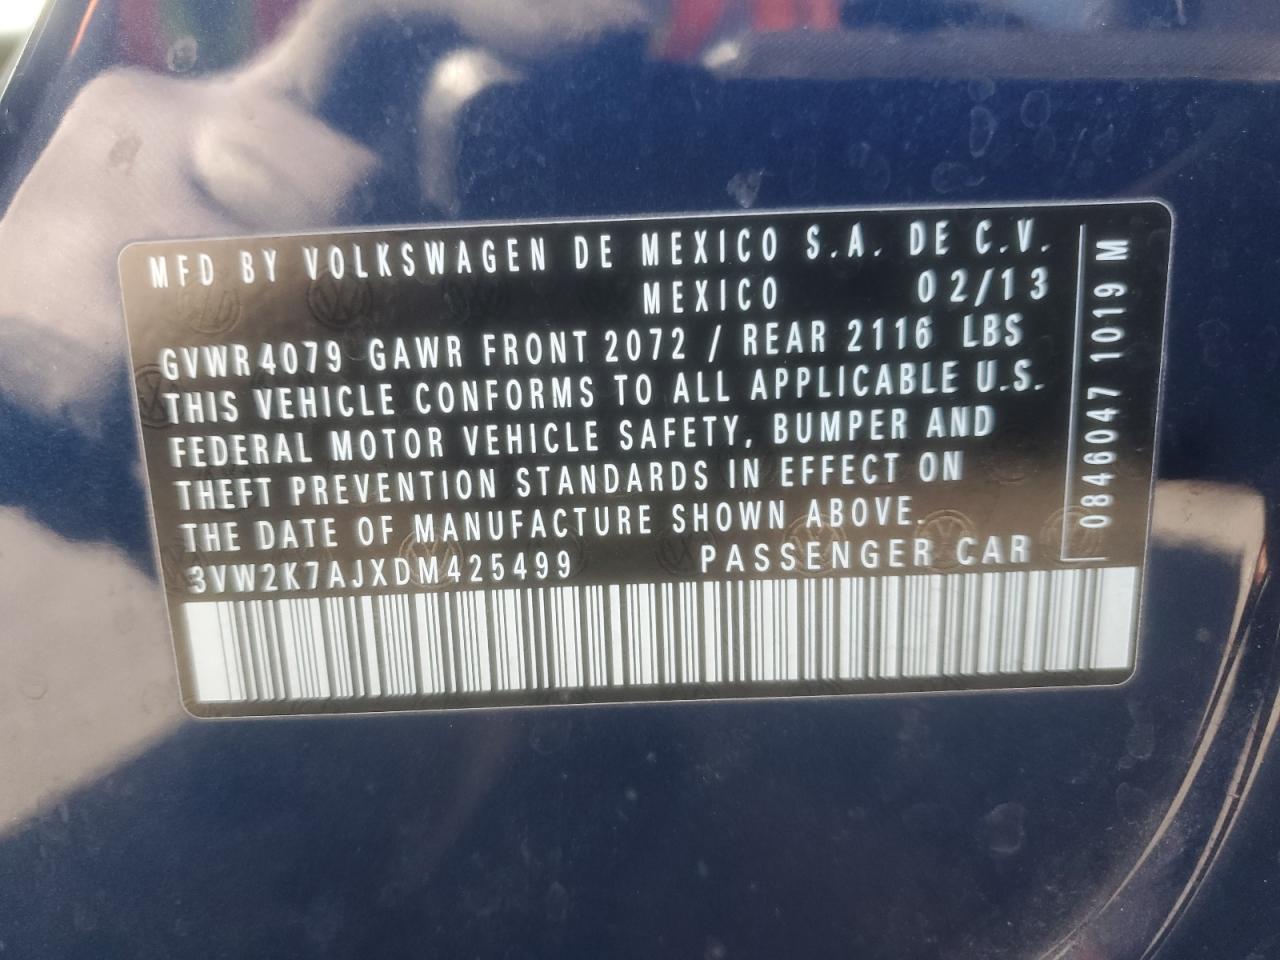 MFD BY VOLKSWAGEN DE MEXICO S.A. DE C.V.
MEXICO 02/13
GVWR 4079 GAWR FRONT 2072 / REAR 2116 LBS
THIS VEHICLE CONFORMS TO ALL APPLICABLE U.S.
FEDERAL MOTOR VEHICLE SAFETY, BUMPER AND
THEFT PREVENTION STANDARDS IN EFFECT ON
THE DATE OF MANUFACTURE SHOWN ABOVE.
3VW2K7AJXDM425499 PASSENGER CAR
0846047 1019 M